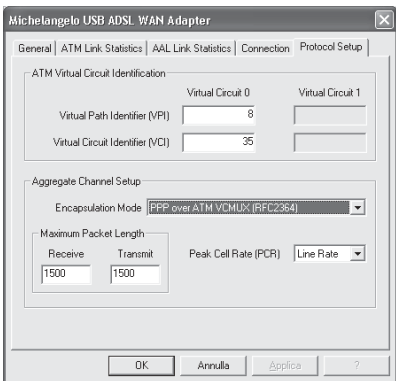 Michelangelo USB ADSL WAN Adapter
General ATM Link Statistics AAL Link Statistics Connection Protocol Setup
ATM Virtual Circuit Identification
Virtual Circuit 0 Virtual Circuit 1
Virtual Path Identifier (VPI) 8
Virtual Circuit Identifier (VCI) 35
Aggregate Channel Setup
Encapsulation Mode PPP over ATM VCMUX (RFC2364)
Maximum Packet Length
Receive Transmit Peak Cell Rate (PCR) Line Rate
1500 1500
OK Annulla Applica ?